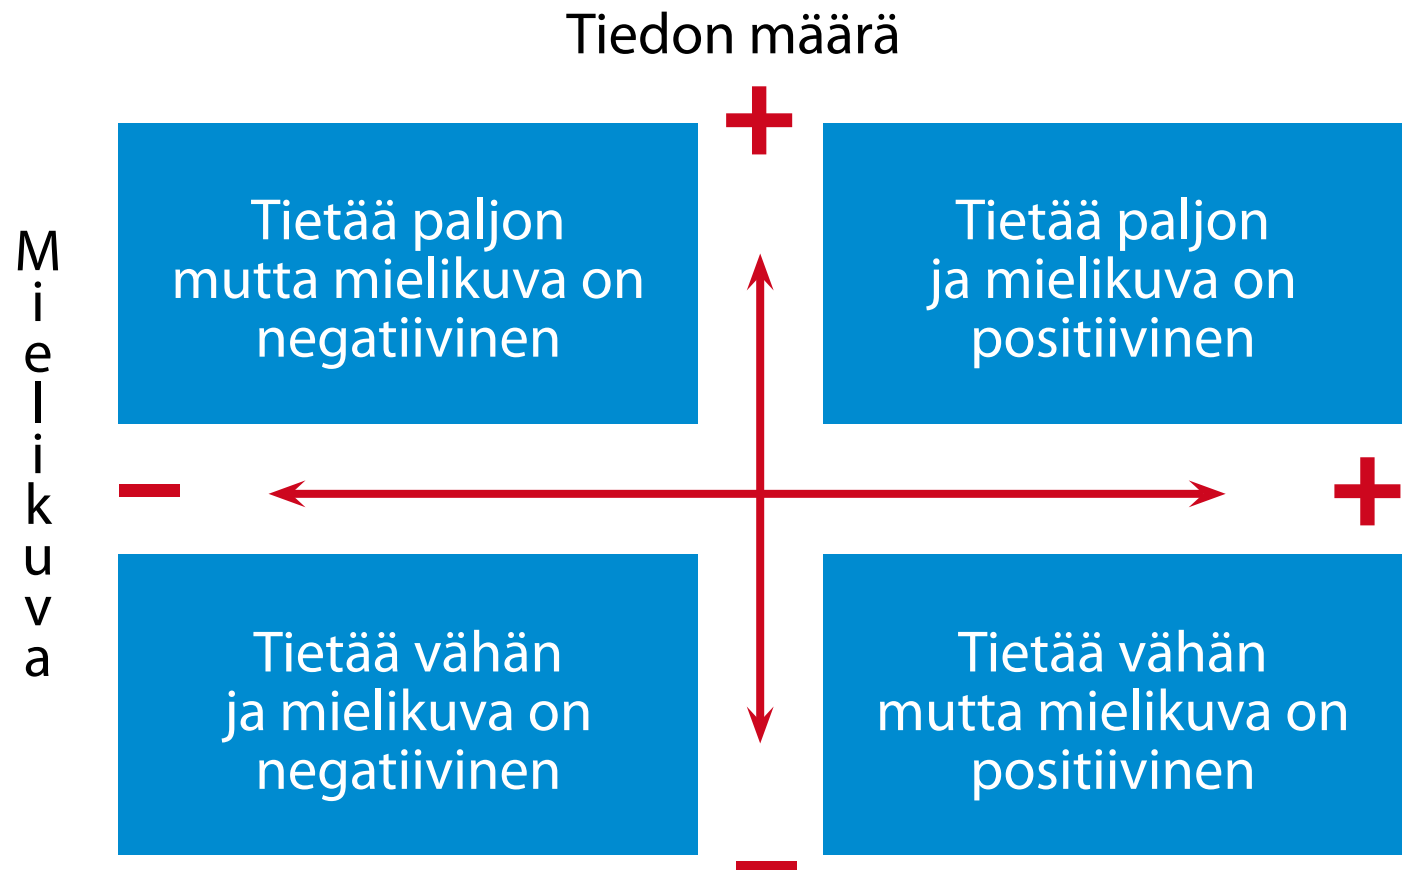 Tiedon määrä
+
Tietää paljon
mutta mielikuva on
negatiivinen
Tietää paljon
ja mielikuva on
positiivinen
Mielikuva
–
+
Tietää vähän
ja mielikuva on
negatiivinen
Tietää vähän
mutta mielikuva on
positiivinen
–